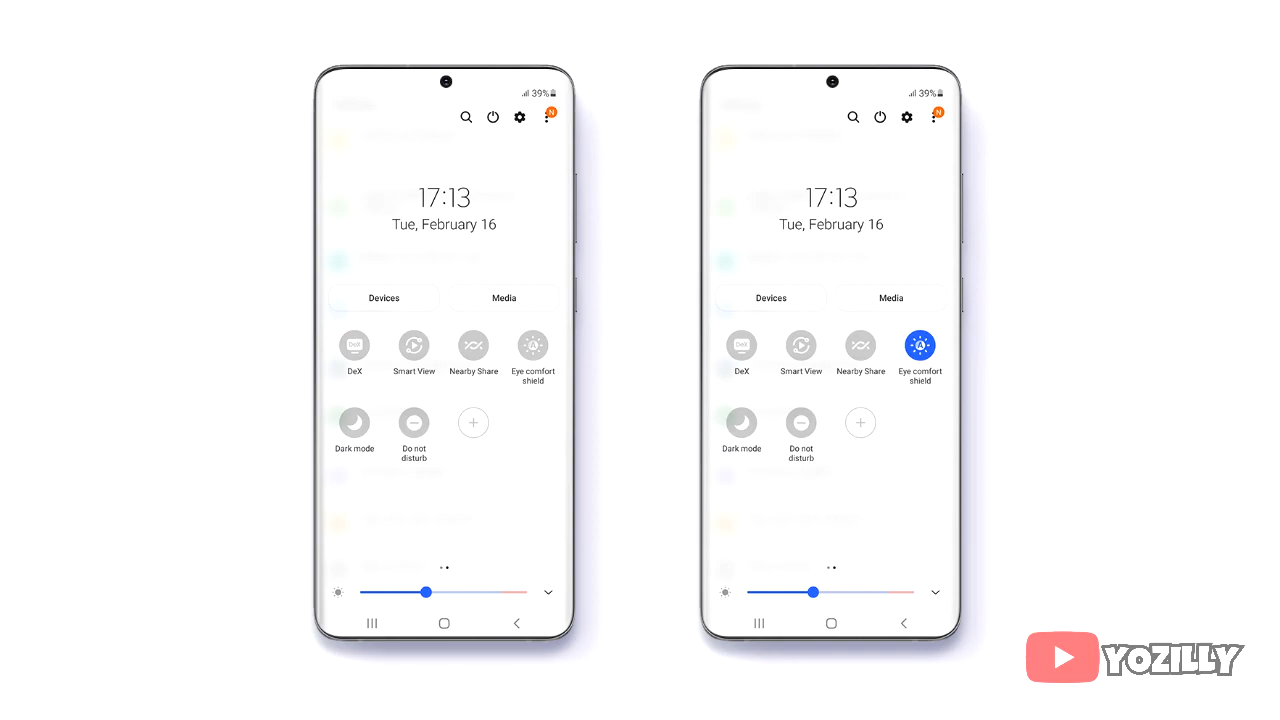 39%
N
17:13
Tue, February 16
Devices
Media
DeX
DeX
Smart View
Nearby Share
A
Eye comfort
shield
Dark mode
Do not
disturb
39%
N
17:13
Tue, February 16
Devices
Media
DeX
DeX
Smart View
Nearby Share
A
Eye comfort
shield
Dark mode
Do not
disturb
YOZILLY